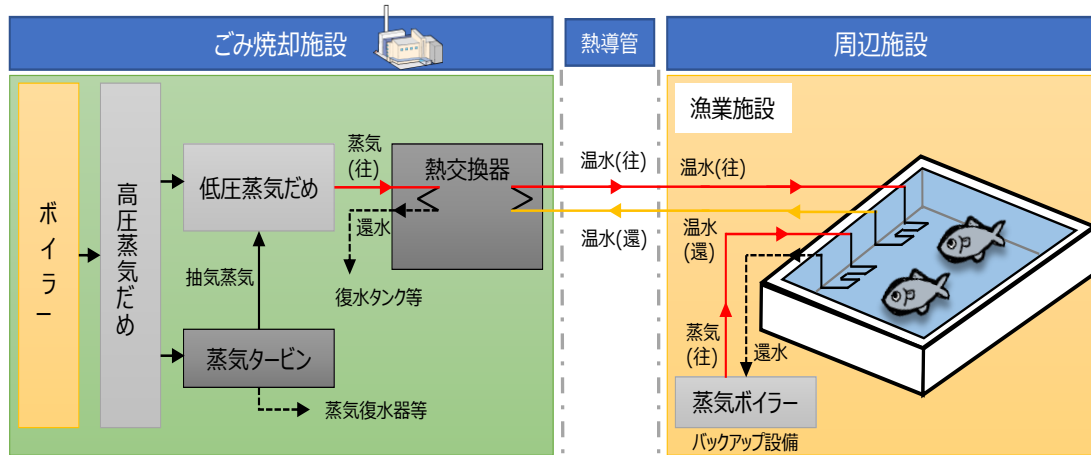 ごみ焼却施設
熱導管
周辺施設
ボイラー
高圧蒸気だめ
低圧蒸気だめ
蒸気
(往)
熱交換器
還水
復水タンク等
抽気蒸気
蒸気タービン
蒸気復水器等
温水(往)
温水(還)
漁業施設
温水(往)
温水
(還)
蒸気
(往)
還水
蒸気ボイラー
バックアップ設備